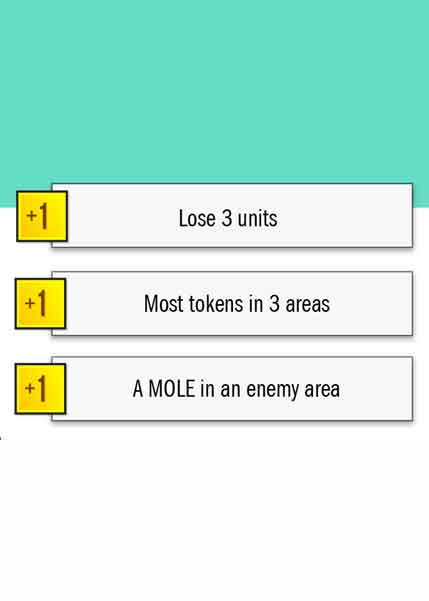 +1 Lose 3 units
+1 Most tokens in 3 areas
+1 A MOLE in an enemy area